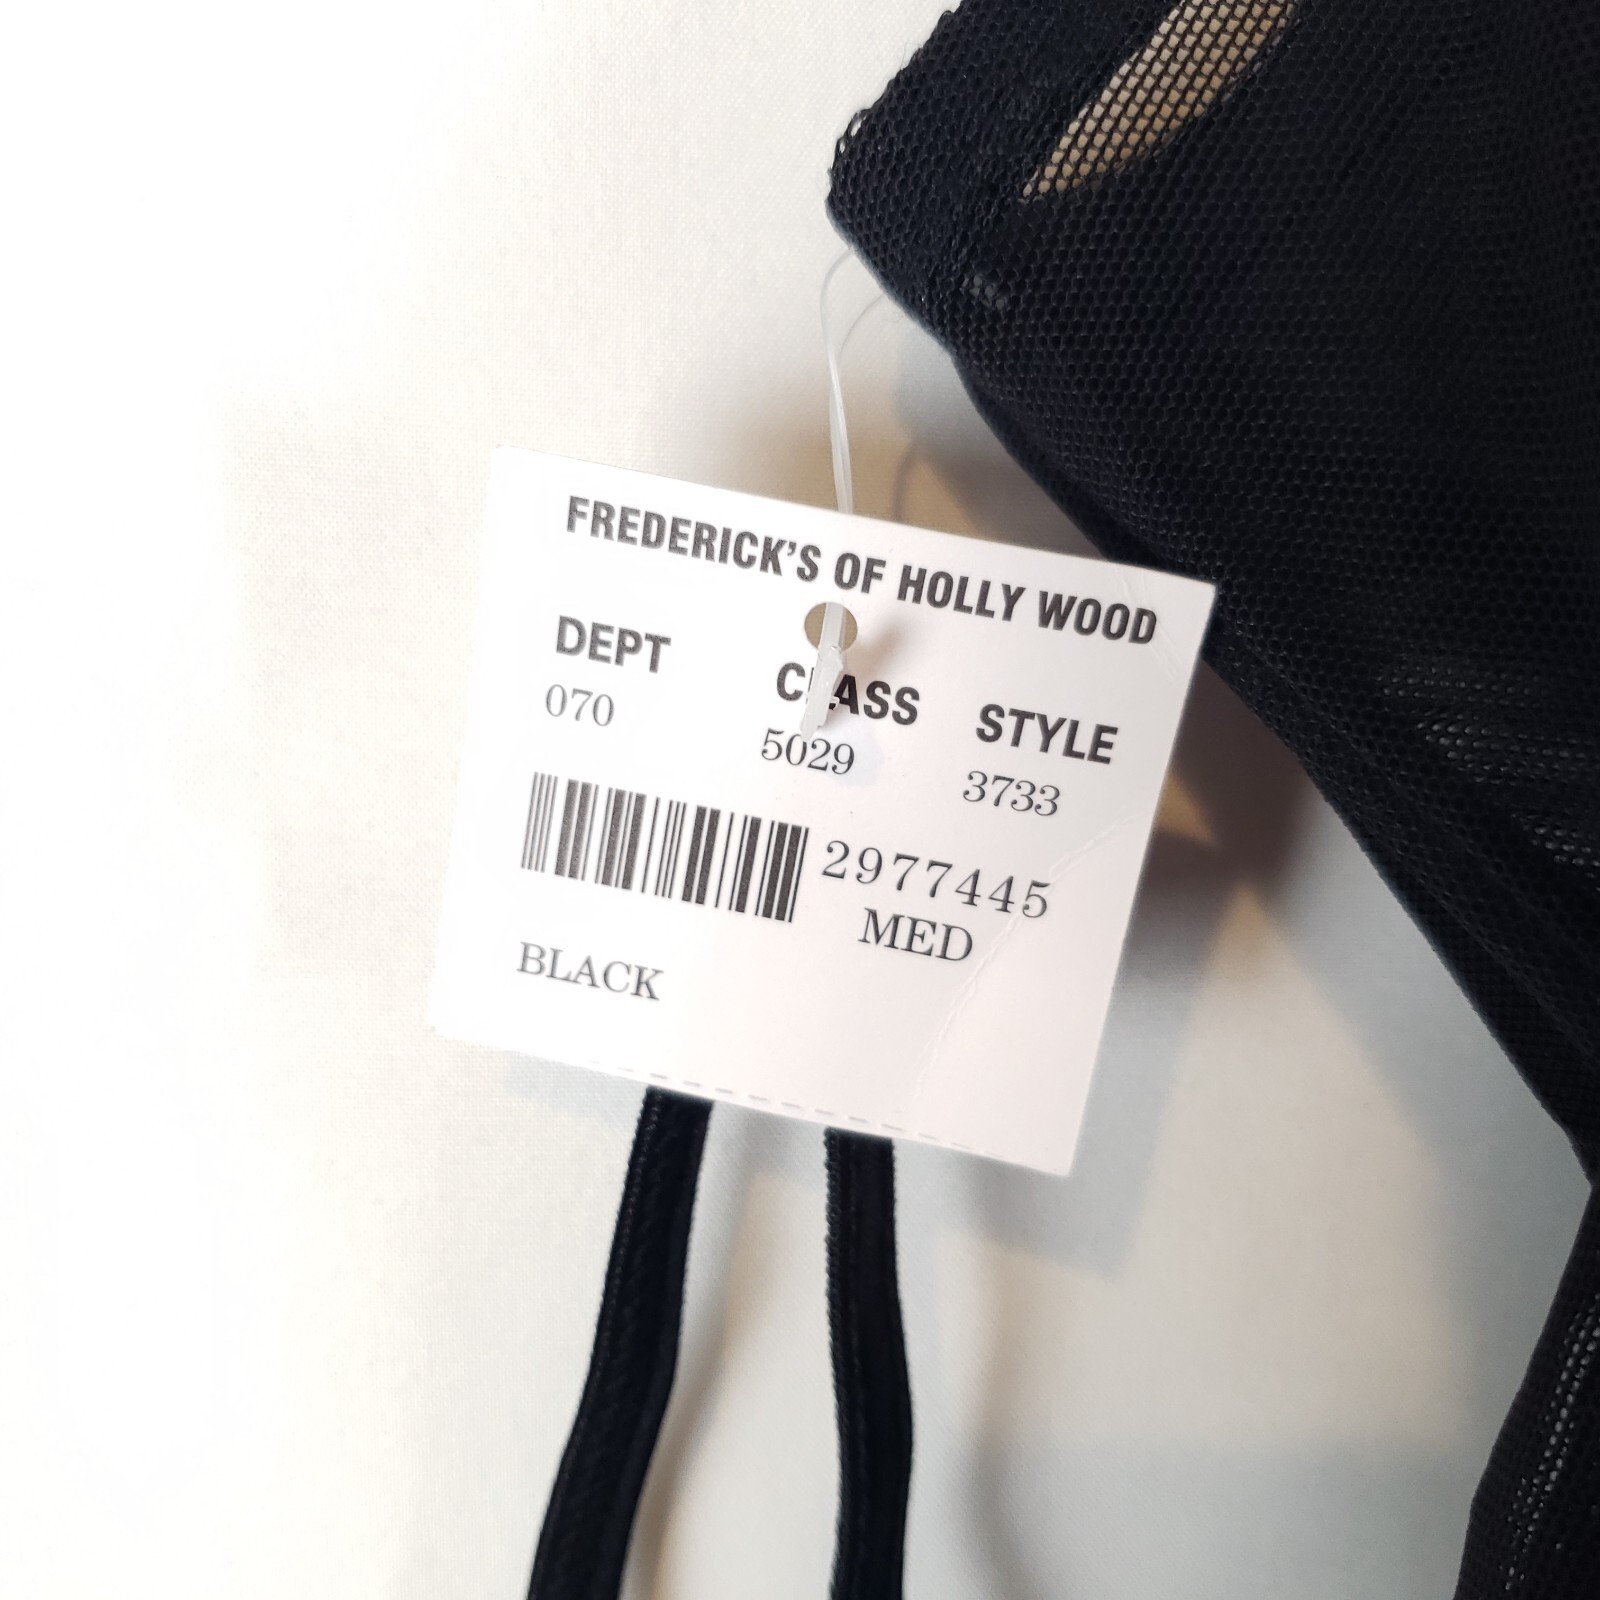 FREDERICK'S OF HOLLY WOOD
DEPT CLASS STYLE
070 5029 3733
2977445
MED
BLACK